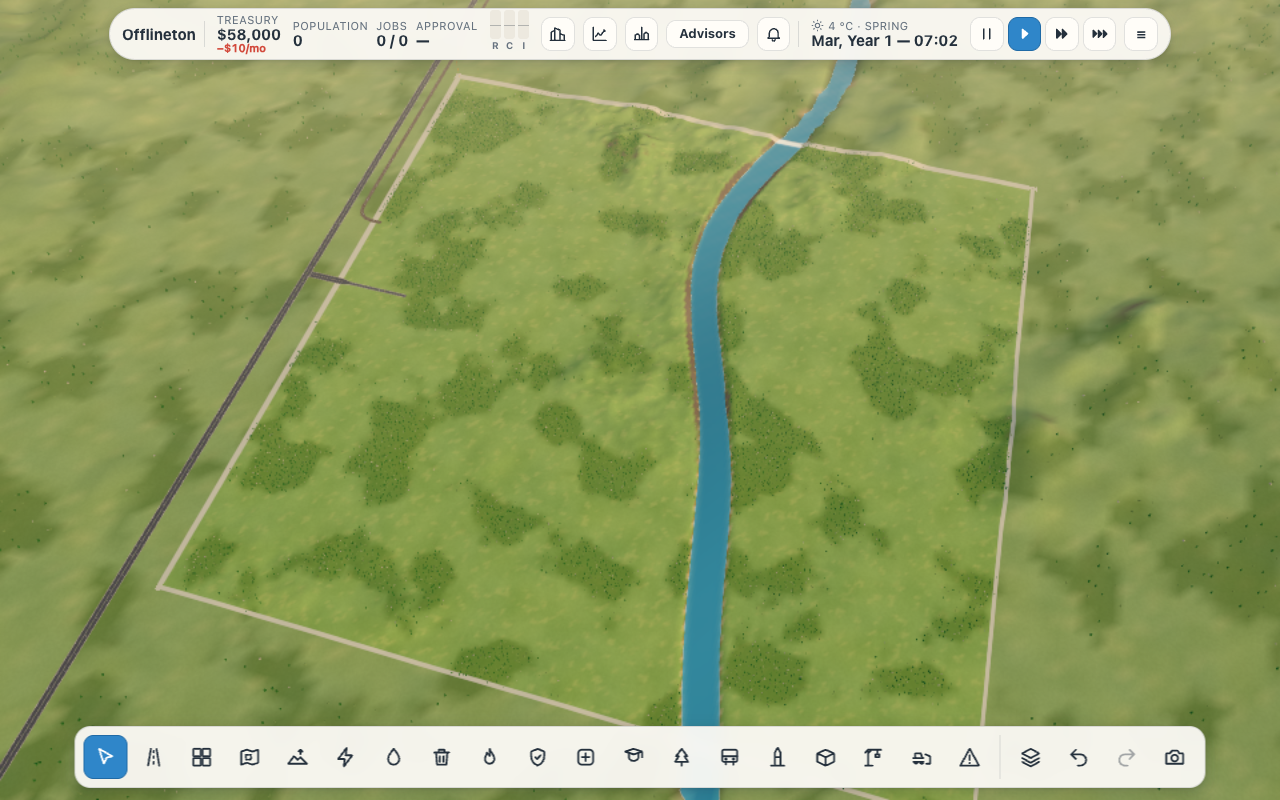 Offlineton
TREASURY
$58,000
−$10/mo
POPULATION
0
JOBS
0 / 0
APPROVAL
—
R C I
Advisors
4 °C · SPRING
Mar, Year 1 — 07:02